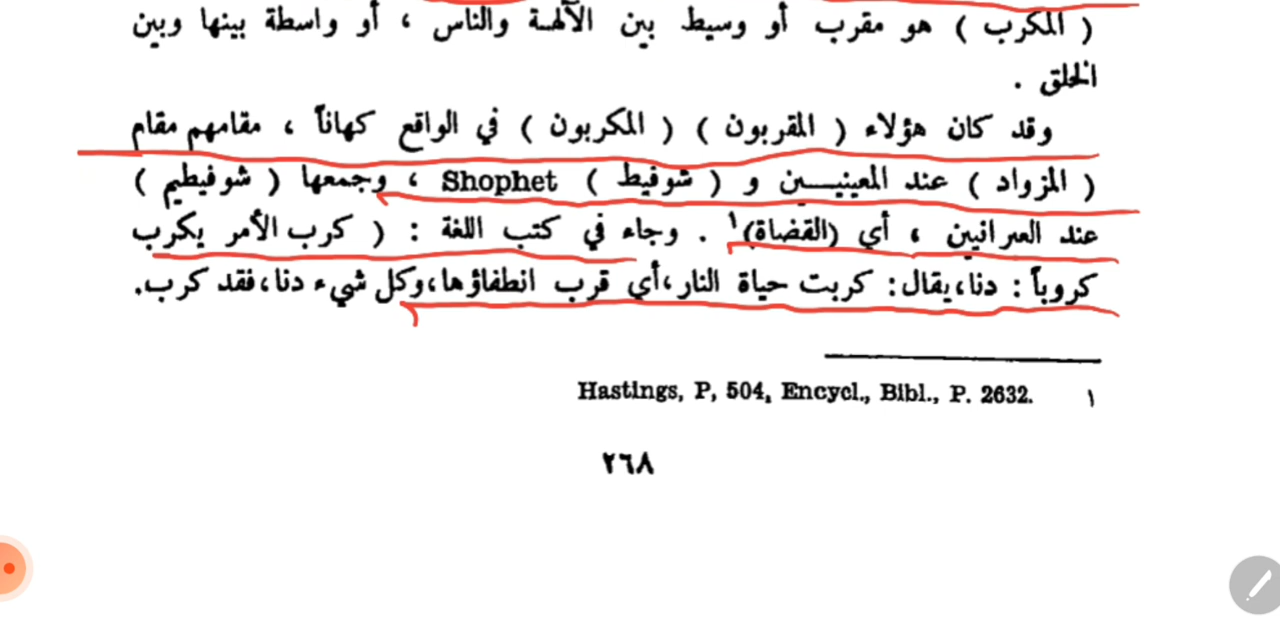 ( المكرب ) هو مقرب أو وسيط بين الآلهة والناس ، أو واسطة بينها وبين
الخلق .
وقد كان هؤلاء ( المقربون ) ( المكربون ) في الواقع كهاناً ، مقامهم مقام
( المزواد ) عند المعينيـــين و ( شوفيط ) Shophet ، وجمعها ( شوفيطيم )
عند العبرانيين ، أي (القضاة)١ . وجاء في كتب اللغة : ( كرب الأمر يكرب
كروباً : دنا، يقال : كربت حياة النار، أي قرب انطفاؤها، وكل شيء دنا، فقد كرب.
١ Hastings, P, 504, Encycl., Bibl., P. 2632.
٢٦٨